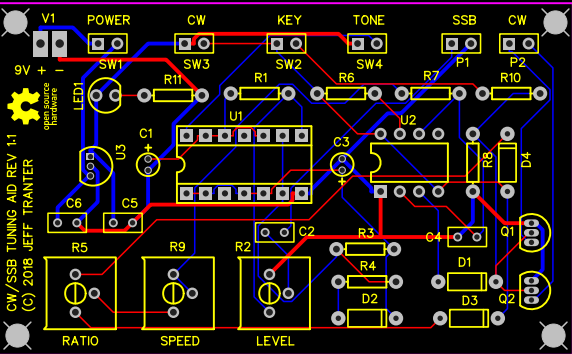 V1 POWER CW KEY TONE SSB CW
9V + − SW1 SW3 SW2 SW4 P1 P2
LED1 R11 R1 R6 R7 R10
open source
hardware
C1 + U1 C3 + U2
U3 R8 D4
C6 C5 C2 C4 Q1
R5 R9 R2 R3
R4 D1 Q2
D2 D3
RATIO SPEED LEVEL
CW/SSB TUNING AID REV 1.1
(C) 2018 JEFF TRANTER